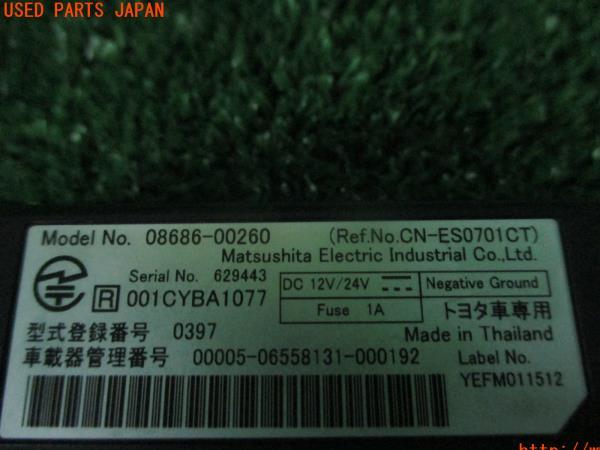 USED PARTS JAPAN
Model No. 08686-00260 (Ref.No.CN-ES0701CT)
Matsushita Electric Industrial Co.,Ltd.
Serial No. 629443
R 001CYBA1077
DC 12V/24V Negative Ground
Fuse 1A トヨタ車専用
型式登録番号 0397 Made in Thailand
車載器管理番号 00005-06558131-000192 Label No.
YEFM011512